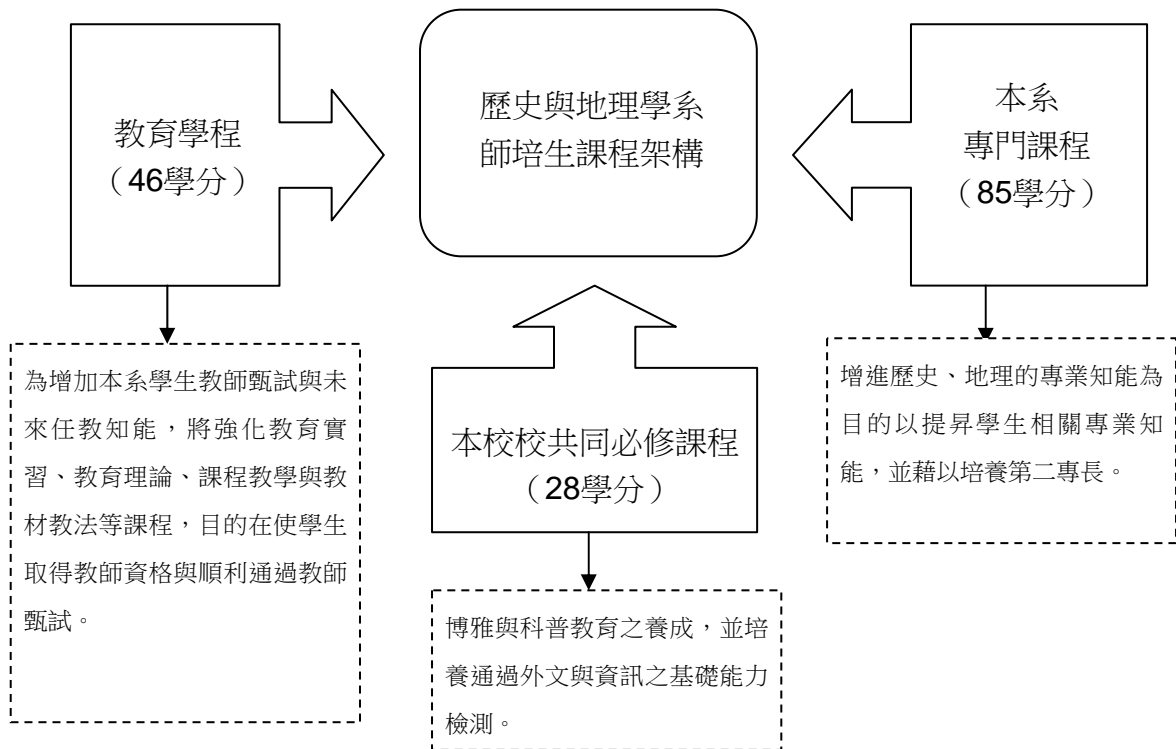 教育學程
（46學分）
歷史與地理學系
師培生課程架構
本系
專門課程
（85學分）
為增加本系學生教師甄試與未
來任教知能，將強化教育實
習、教育理論、課程教學與教
材教法等課程，目的在使學生
取得教師資格與順利通過教師
甄試。
本校校共同必修課程
（28學分）
增進歷史、地理的專業知能為
目的以提昇學生相關專業知
能，並藉以培養第二專長。
博雅與科普教育之養成，並培
養通過外文與資訊之基礎能力
檢測。